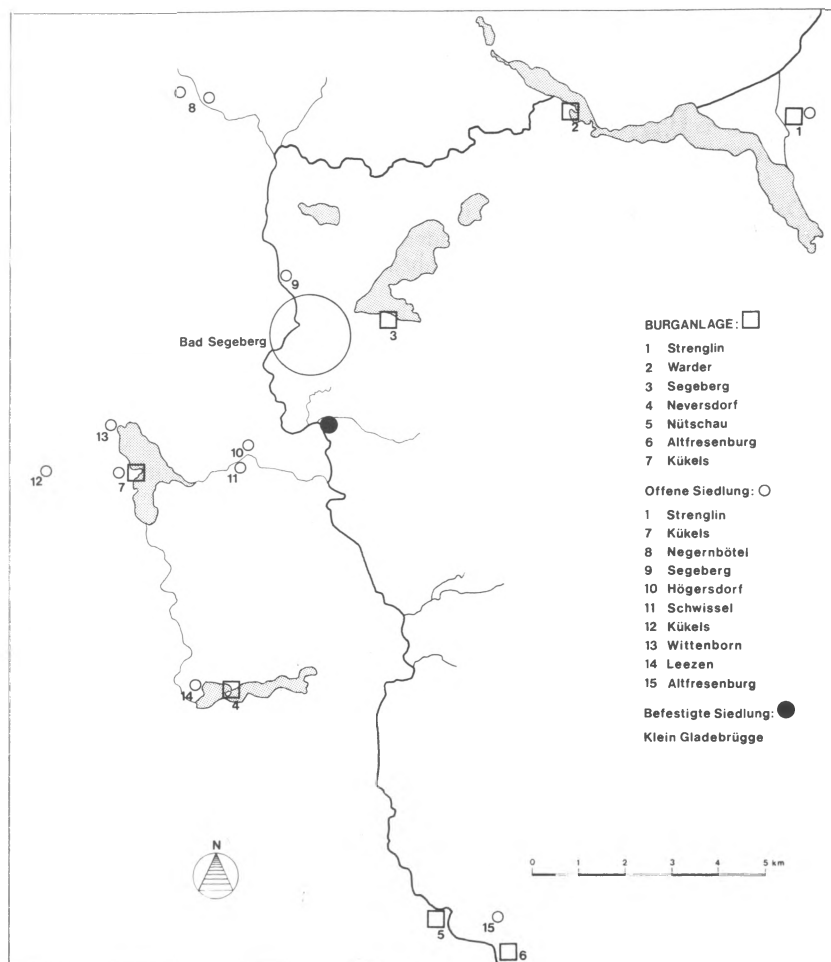 8
2
1
9
Bad Segeberg
3
BURGANLAGE: 
1 Strenglin
2 Warder
3 Segeberg
4 Neversdorf
5 Nütschau
6 Altfresenburg
7 Kükels
Offene Siedlung:
1 Strenglin
7 Kükels
8 Negernbötel
9 Segeberg
10 Högersdorf
11 Schwissel
12 Kükels
13 Wittenborn
14 Leezen
15 Altfresenburg
Befestigte Siedlung:
Klein Gladebrügge
13
10
11
12
7
14
4
N
0 1 2 3 4 5 km
5
15
6